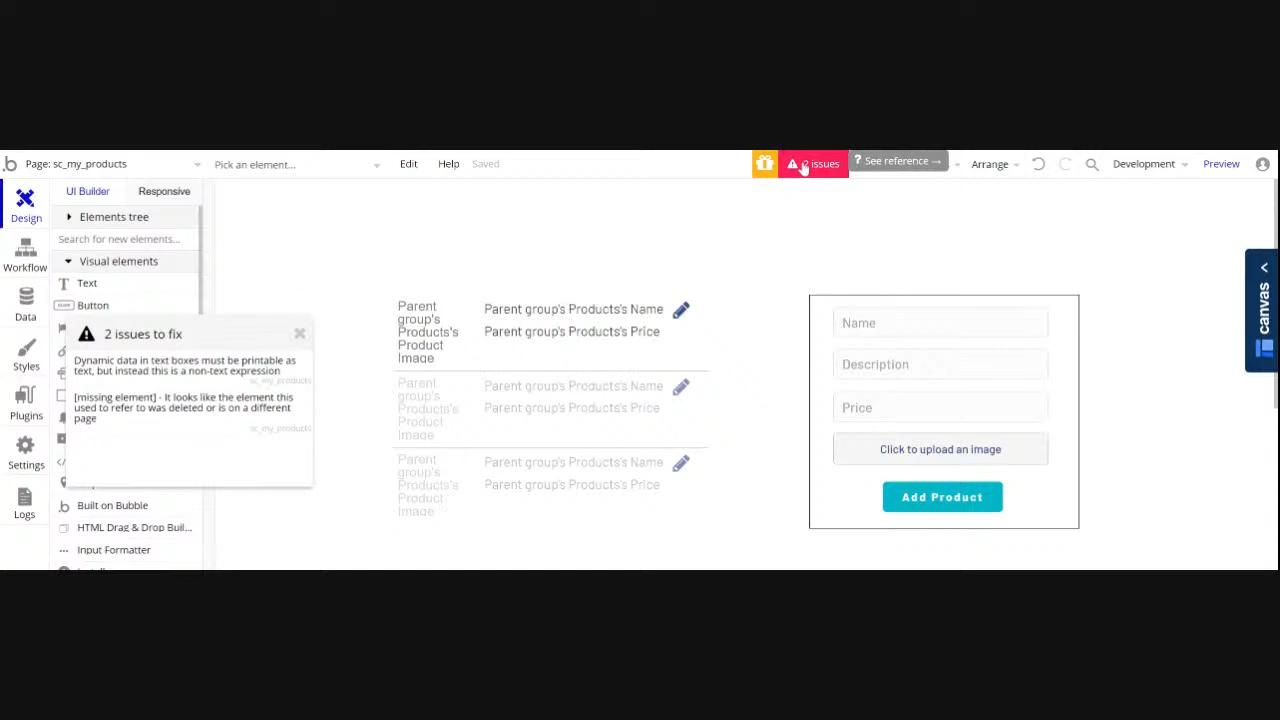 Page: sc_my_products
Pick an element...
Edit
Help
Saved
2 issues
? See reference →
Arrange
Development
Preview
Design
Workflow
Data
Styles
Plugins
Settings
Logs
UI Builder
Responsive
Elements tree
Search for new elements...
Visual elements
Text
Button
2 issues to fix
Dynamic data in text boxes must be printable as
text, but instead this is a non-text expression
sc_my_products
[missing element] - It looks like the element this
used to refer to was deleted or is on a different
page
sc_my_products
Built on Bubble
HTML Drag & Drop Buil...
Input Formatter
Parent
group's
Products's
Product
Image
Parent group's Products's Name
Parent group's Products's Price
Parent
group's
Products's
Product
Image
Parent group's Products's Name
Parent group's Products's Price
Parent
group's
Products's
Product
Image
Parent group's Products's Name
Parent group's Products's Price
Name
Description
Price
Click to upload an image
Add Product
canvas